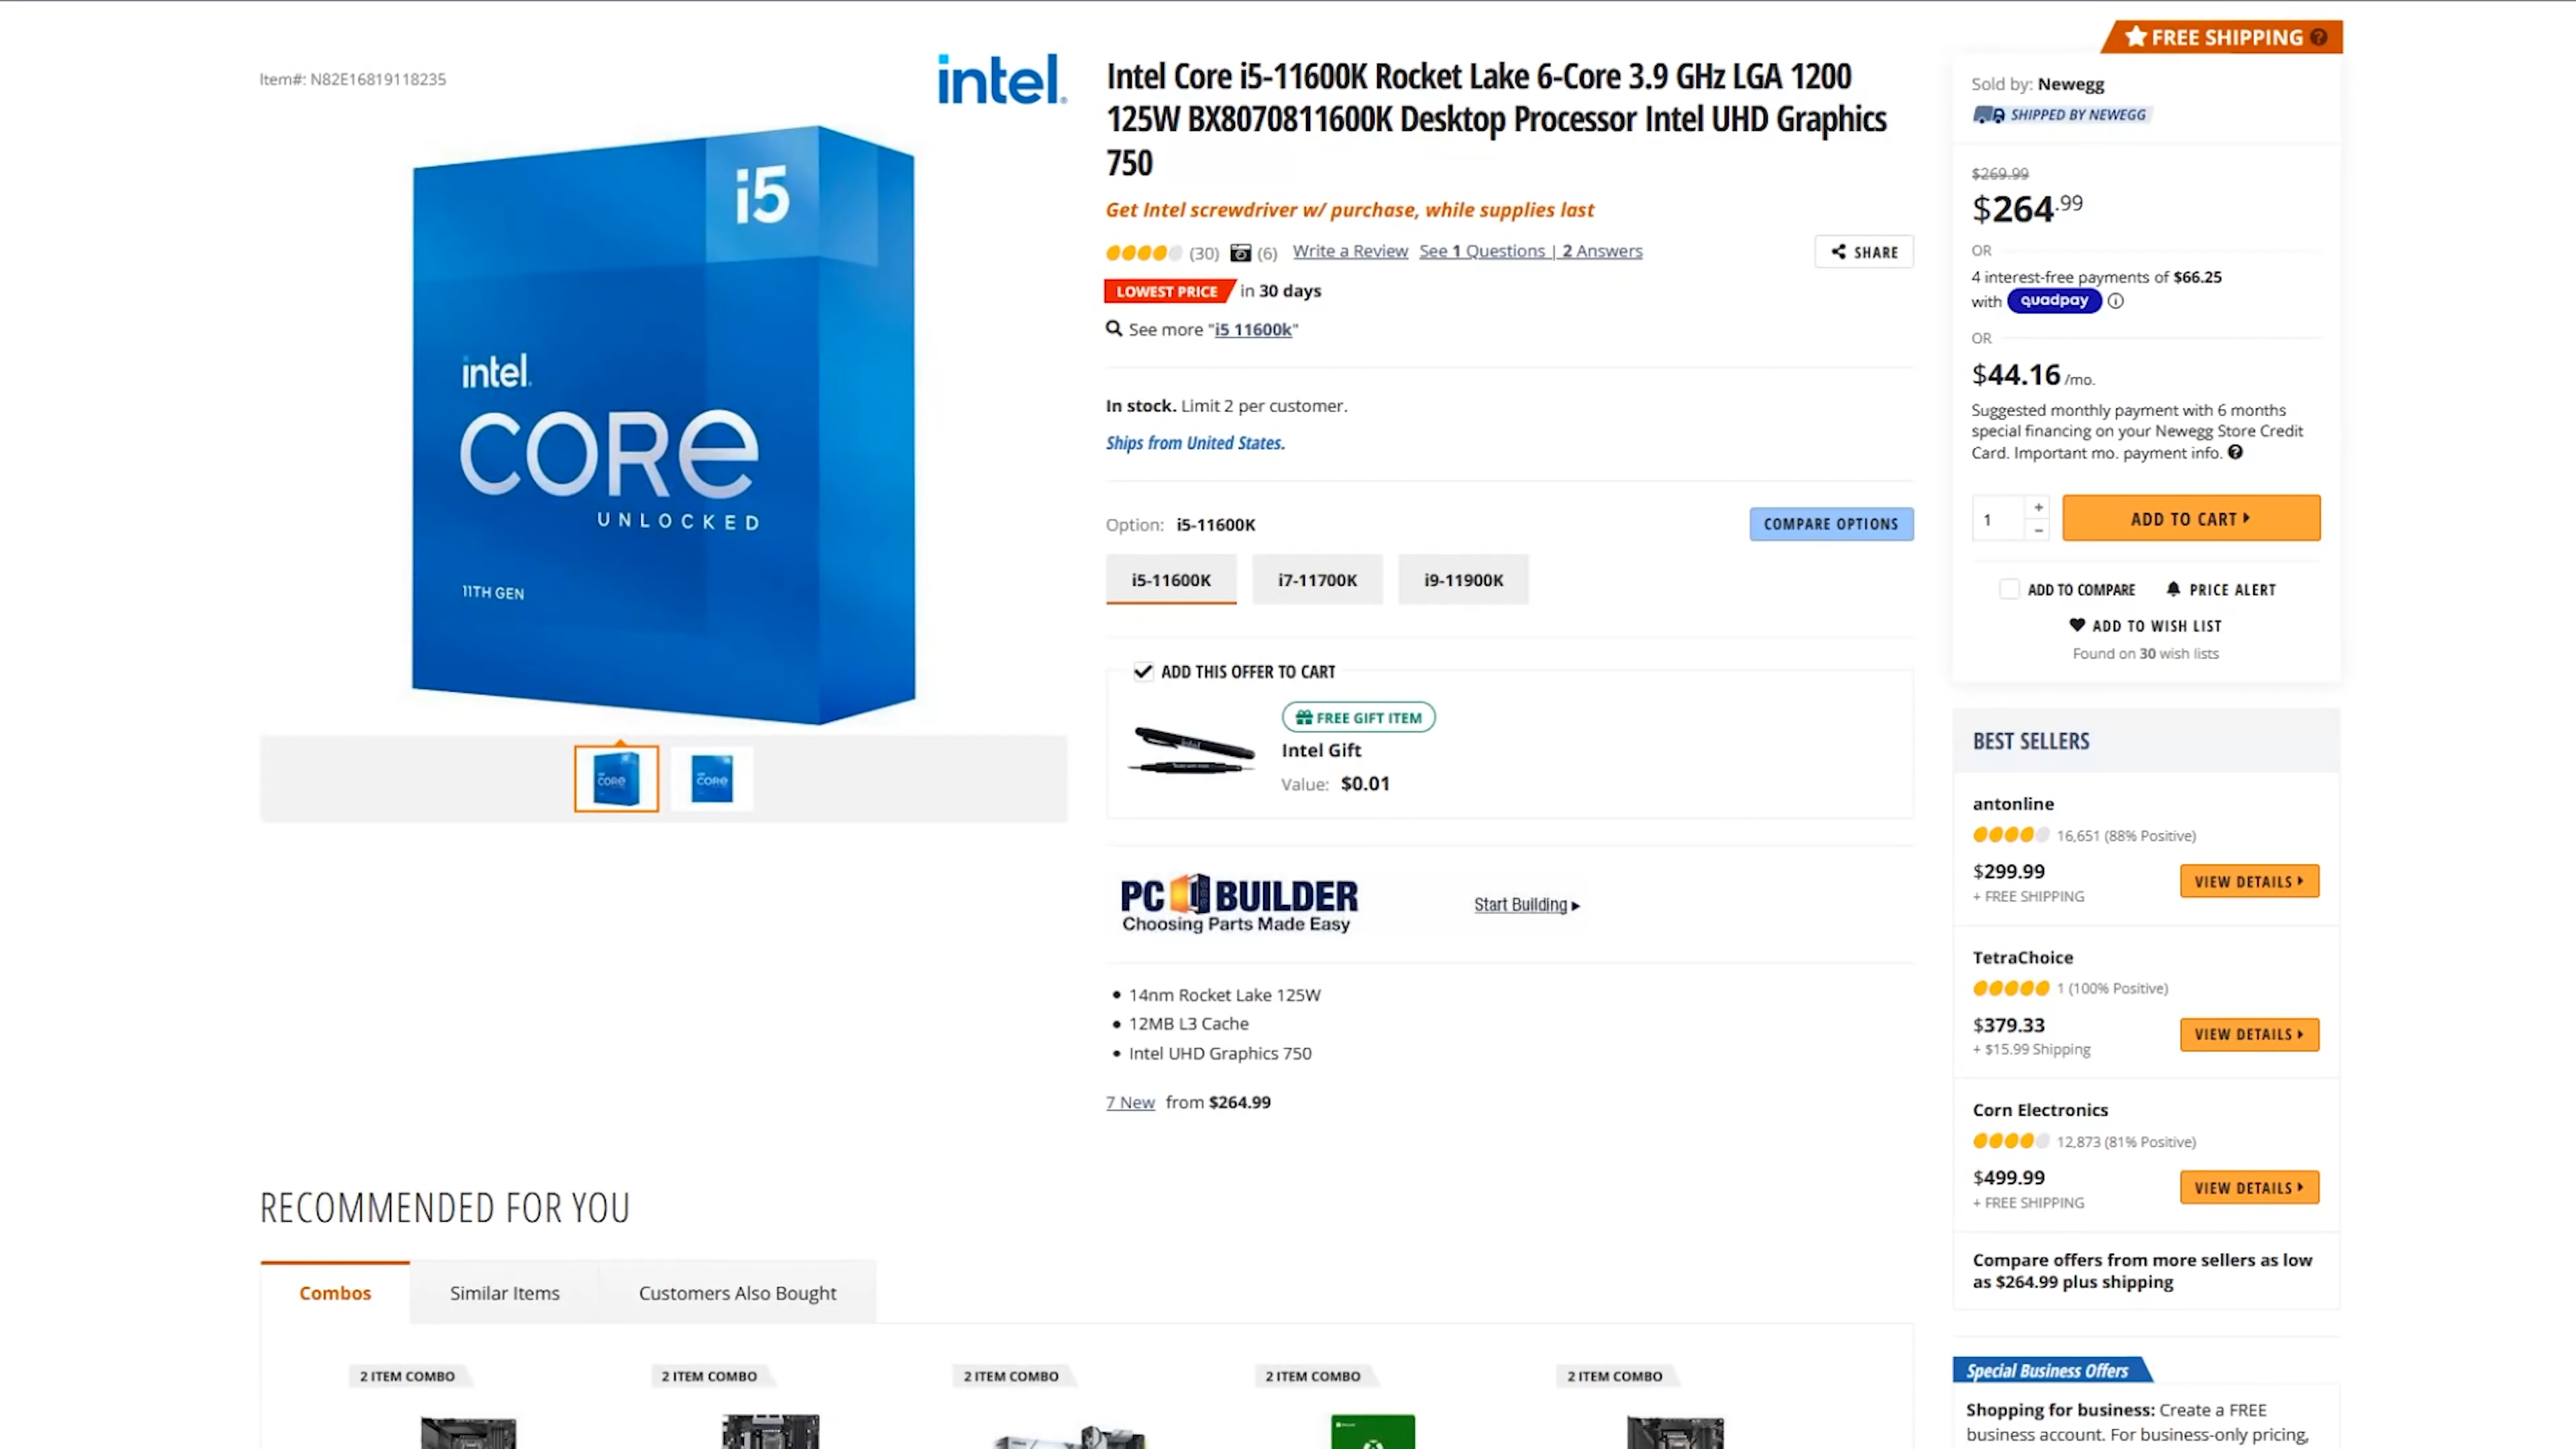 FREE SHIPPING ?
Item#: N82E16819118235
intel.
Intel Core i5-11600K Rocket Lake 6-Core 3.9 GHz LGA 1200
125W BX8070811600K Desktop Processor Intel UHD Graphics
750
Get Intel screwdriver w/ purchase, while supplies last
(30) (6) Write a Review See 1 Questions | 2 Answers
SHARE
LOWEST PRICE in 30 days
See more "i5 11600k"
i5
intel.
CORE
UNLOCKED
11TH GEN
In stock. Limit 2 per customer.
Ships from United States.
Option: i5-11600K
COMPARE OPTIONS
i5-11600K i7-11700K i9-11900K
ADD THIS OFFER TO CART
FREE GIFT ITEM
Intel Gift
Value: $0.01
PC BUILDER
Choosing Parts Made Easy
Start Building
14nm Rocket Lake 125W
12MB L3 Cache
Intel UHD Graphics 750
7 New from $264.99
Sold by: Newegg
SHIPPED BY NEWEGG
$269.99
$264.99
OR
4 interest-free payments of $66.25
with quadpay
OR
$44.16 /mo.
Suggested monthly payment with 6 months
special financing on your Newegg Store Credit
Card. Important mo. payment info. ?
1 + −
ADD TO CART
ADD TO COMPARE PRICE ALERT
ADD TO WISH LIST
Found on 30 wish lists
BEST SELLERS
antonline
16,651 (88% Positive)
$299.99
+ FREE SHIPPING
VIEW DETAILS
TetraChoice
1 (100% Positive)
$379.33
+ $15.99 Shipping
VIEW DETAILS
Corn Electronics
12,873 (81% Positive)
$499.99
+ FREE SHIPPING
VIEW DETAILS
Compare offers from more sellers as low
as $264.99 plus shipping
Special Business Offers
Shopping for business: Create a FREE
business account. For business-only pricing,
RECOMMENDED FOR YOU
Combos Similar Items Customers Also Bought
2 ITEM COMBO 2 ITEM COMBO 2 ITEM COMBO 2 ITEM COMBO 2 ITEM COMBO